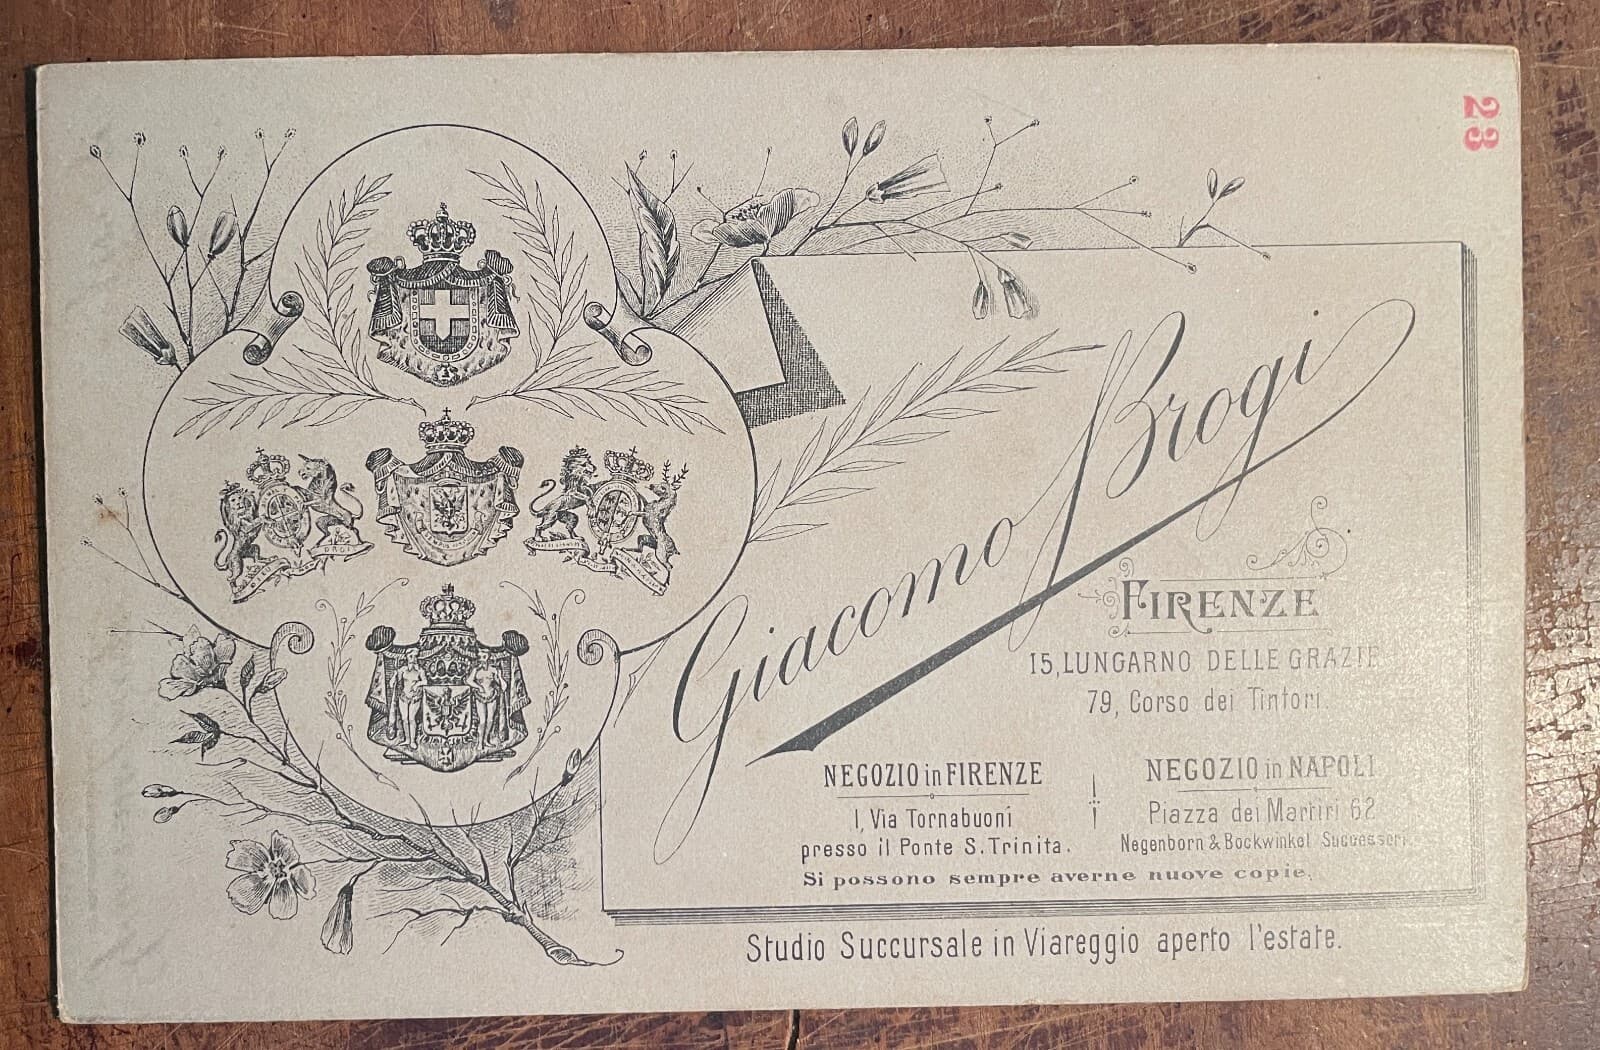 23
Giacomo Brogi
FIRENZE
15, LUNGARNO DELLE GRAZIE
79, Corso dei Tintori.
NEGOZIO in FIRENZE
1, Via Tornabuoni
presso il Ponte S. Trinita.
NEGOZIO in NAPOLI
Piazza dei Martiri 62
Negenborn & Bockwinkel Successori.
Si possono sempre averne nuove copie.
Studio Succursale in Viareggio aperto l'estate.